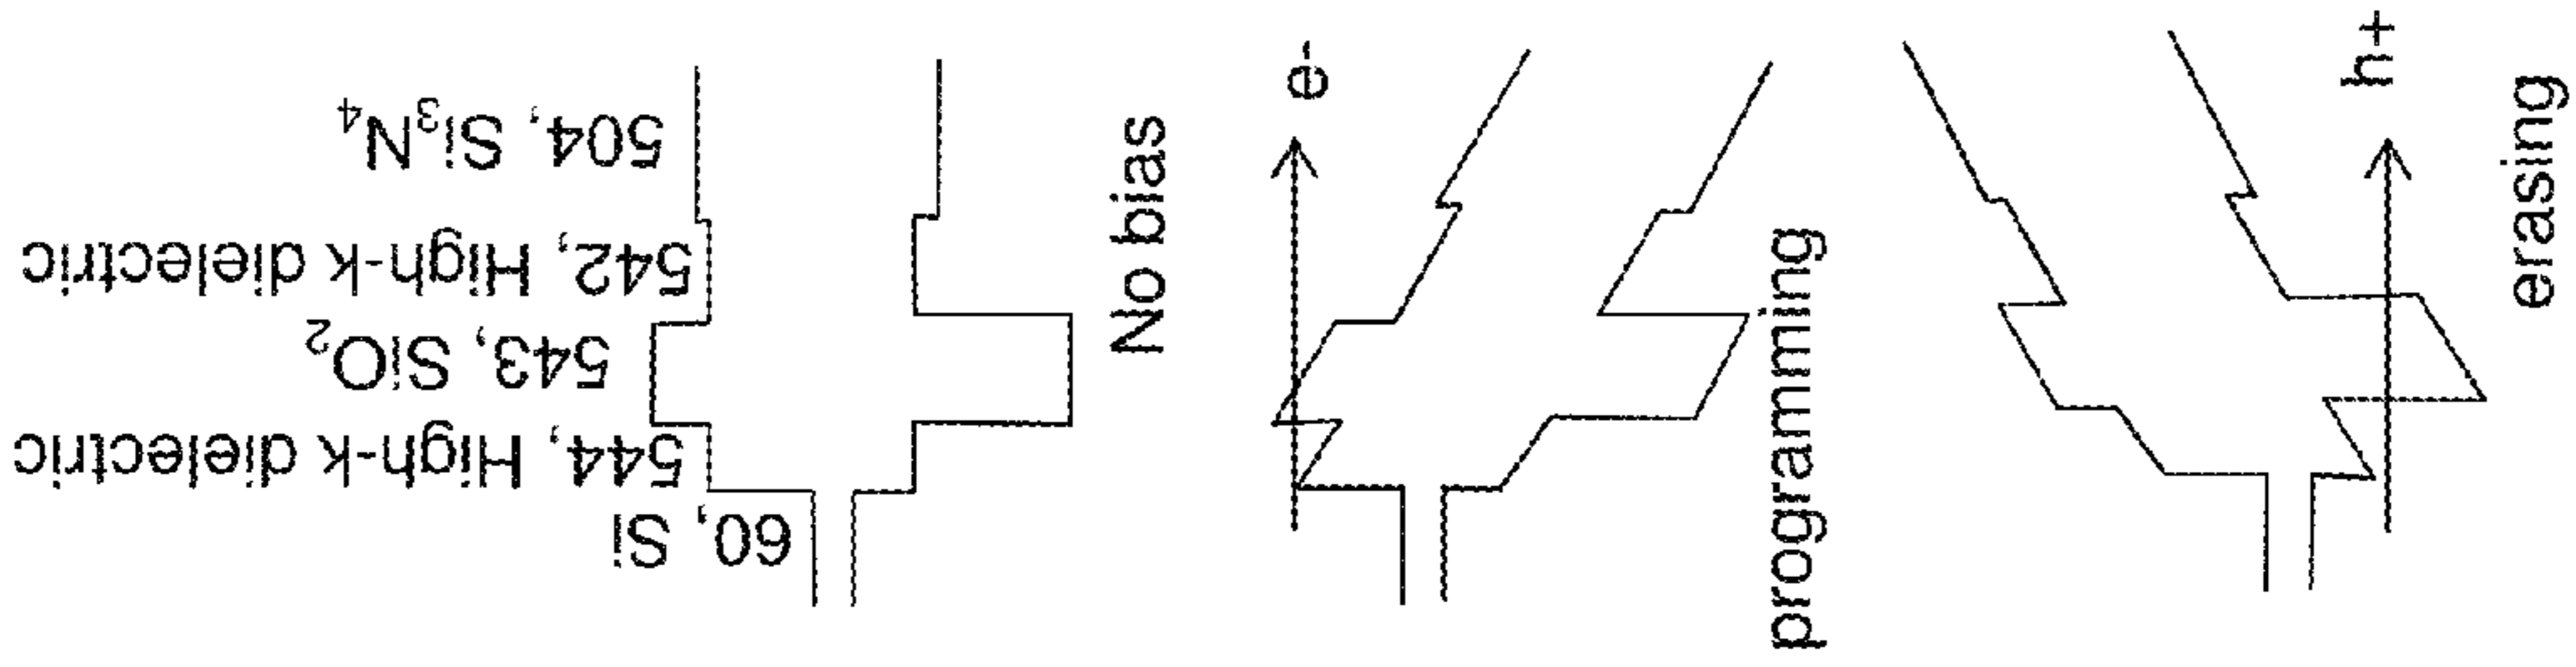 544, High-k dielectric
543, SiO₂
542, High-k dielectric
504, Si₃N₄
60, Si
No bias
e-
programming
h+
erasing